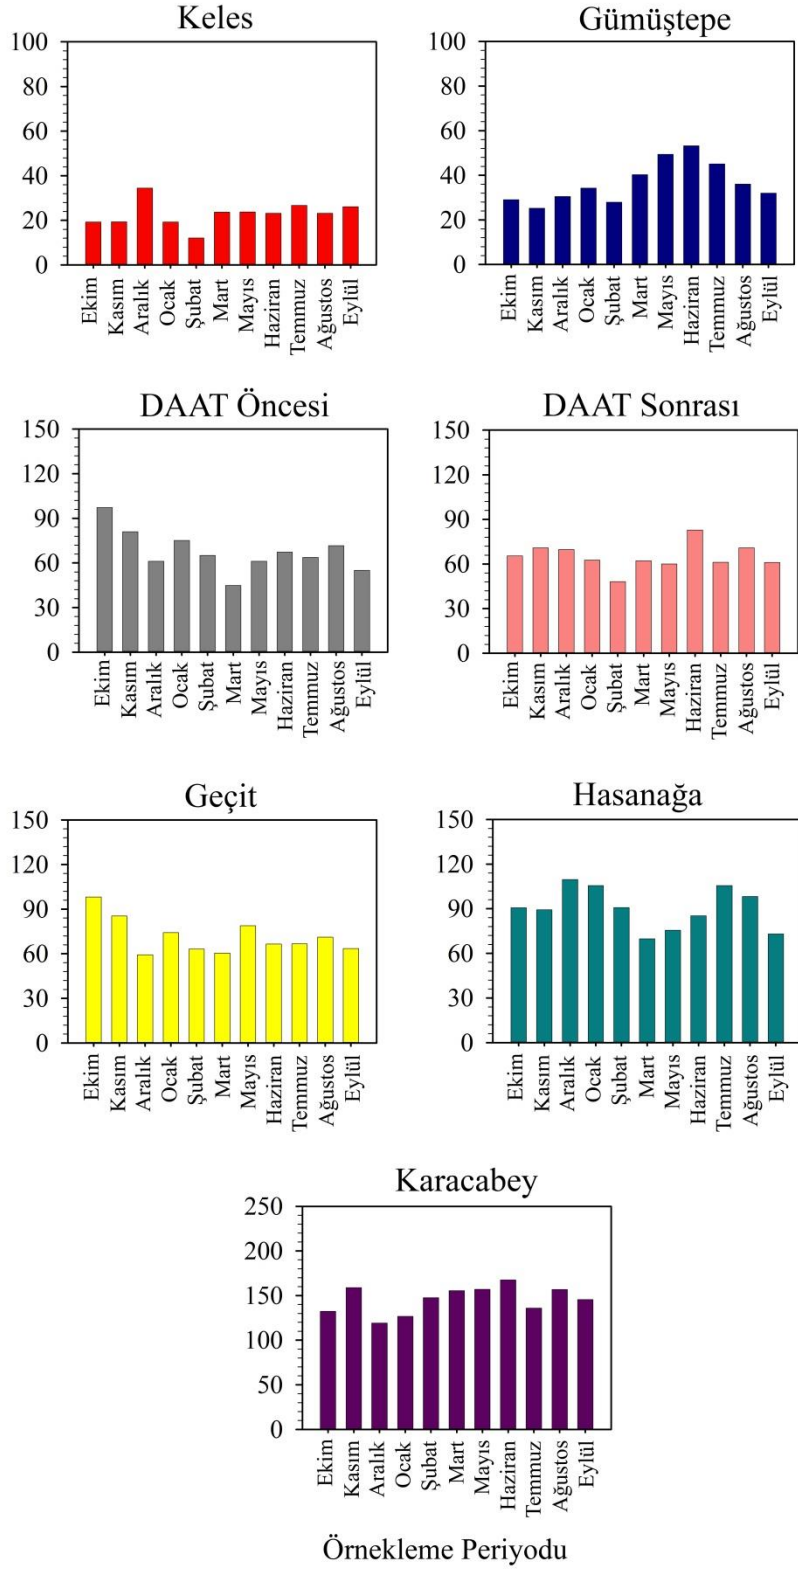 Keles
100
80
60
40
20
0
Ekim
Kasım
Aralık
Ocak
Şubat
Mart
Mayıs
Haziran
Temmuz
Ağustos
Eylül
Gümüştepe
100
80
60
40
20
0
Ekim
Kasım
Aralık
Ocak
Şubat
Mart
Mayıs
Haziran
Temmuz
Ağustos
Eylül
DAAT Öncesi
150
120
90
60
30
0
Ekim
Kasım
Aralık
Ocak
Şubat
Mart
Mayıs
Haziran
Temmuz
Ağustos
Eylül
DAAT Sonrası
150
120
90
60
30
0
Ekim
Kasım
Aralık
Ocak
Şubat
Mart
Mayıs
Haziran
Temmuz
Ağustos
Eylül
Geçit
150
120
90
60
30
0
Ekim
Kasım
Aralık
Ocak
Şubat
Mart
Mayıs
Haziran
Temmuz
Ağustos
Eylül
Hasanağa
150
120
90
60
30
0
Ekim
Kasım
Aralık
Ocak
Şubat
Mart
Mayıs
Haziran
Temmuz
Ağustos
Eylül
Karacabey
250
200
150
100
50
0
Ekim
Kasım
Aralık
Ocak
Şubat
Mart
Mayıs
Haziran
Temmuz
Ağustos
Eylül
Örnekleme Periyodu